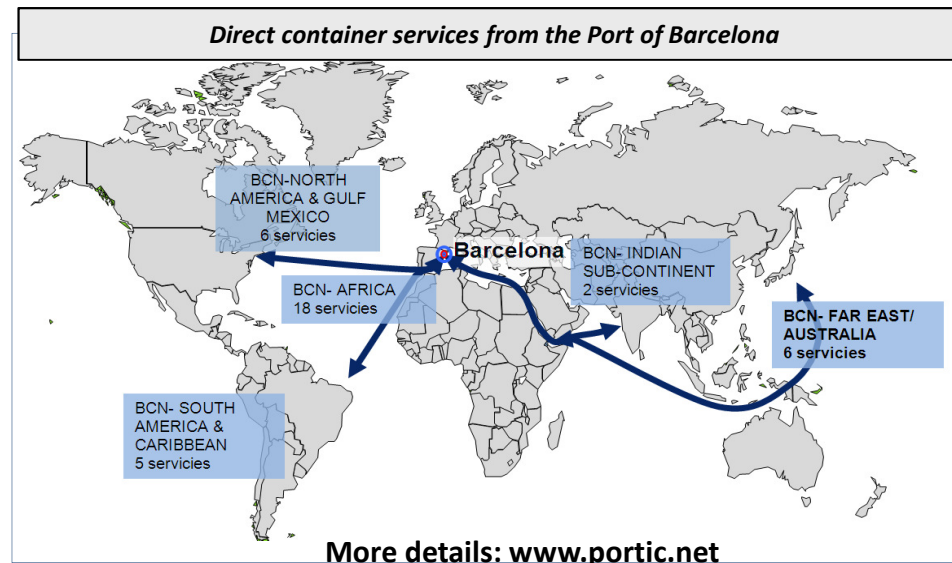 Direct container services from the Port of Barcelona
BCN-NORTH
AMERICA & GULF
MEXICO
6 servicies
Barcelona
BCN- INDIAN
SUB-CONTINENT
2 servicies
BCN- AFRICA
18 servicies
BCN- FAR EAST/
AUSTRALIA
6 servicies
BCN- SOUTH
AMERICA &
CARIBBEAN
5 servicies
More details: www.portic.net